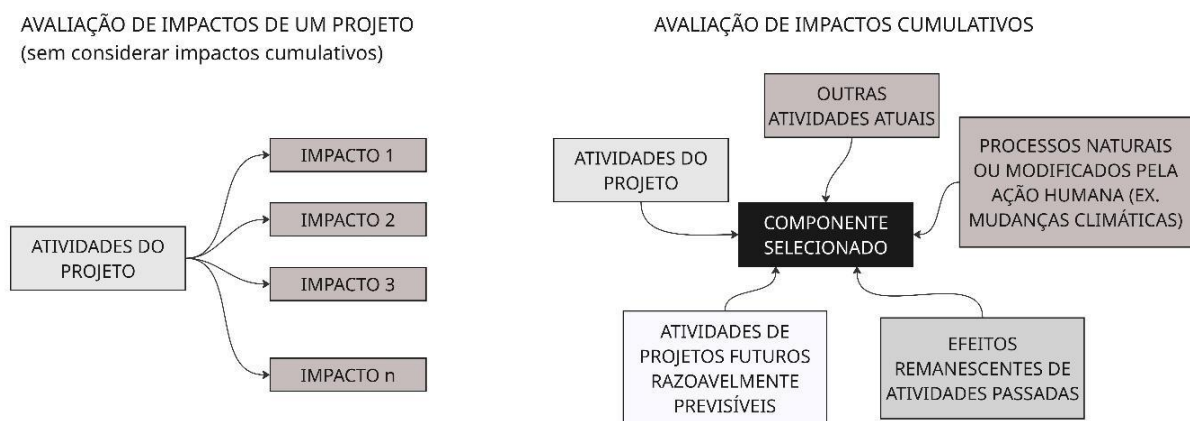 AVALIAÇÃO DE IMPACTOS DE UM PROJETO
(sem considerar impactos cumulativos)
ATIVIDADES DO
PROJETO
IMPACTO 1
IMPACTO 2
IMPACTO 3
IMPACTO n
AVALIAÇÃO DE IMPACTOS CUMULATIVOS
OUTRAS
ATIVIDADES ATUAIS
ATIVIDADES DO
PROJETO
PROCESSOS NATURAIS
OU MODIFICADOS PELA
AÇÃO HUMANA (EX.
MUDANÇAS CLIMÁTICAS)
COMPONENTE
SELECIONADO
ATIVIDADES DE
PROJETOS FUTUROS
RAZOAVELMENTE
PREVISÍVEIS
EFEITOS
REMANESCENTES DE
ATIVIDADES PASSADAS